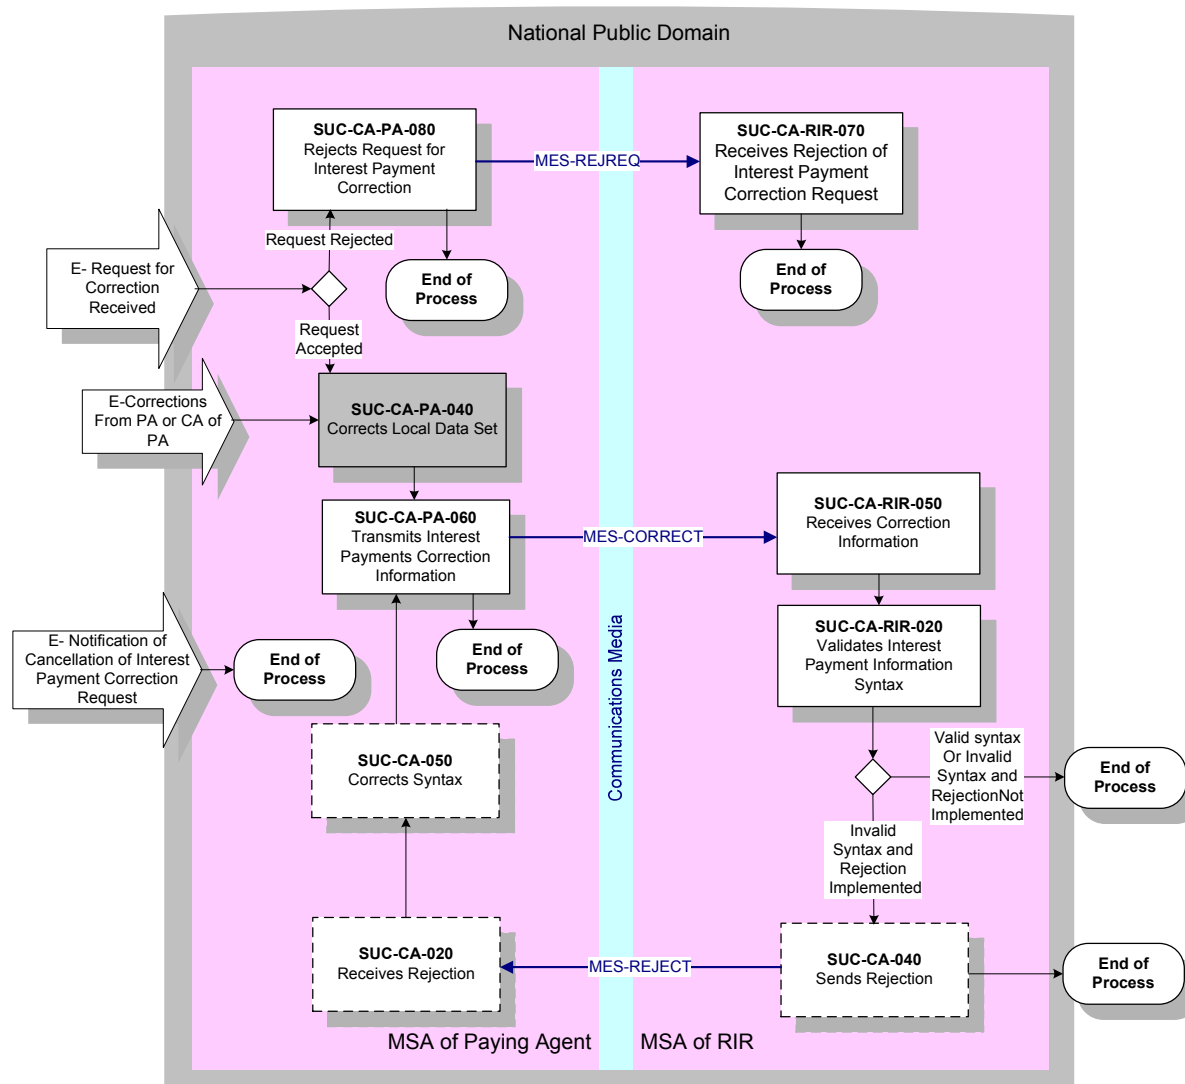 National Public Domain
SUC-CA-PA-080
Rejects Request for
Interest Payment
Correction
MES-REJREQ
SUC-CA-RIR-070
Receives Rejection of
Interest Payment
Correction Request
Request Rejected
E- Request for
Correction
Received
End of
Process
End of
Process
Request
Accepted
E-Corrections
From PA or CA of
PA
SUC-CA-PA-040
Corrects Local Data Set
SUC-CA-PA-060
Transmits Interest
Payments Correction
Information
MES-CORRECT
SUC-CA-RIR-050
Receives Correction
Information
E- Notification of
Cancellation of Interest
Payment Correction
Request
End of
Process
End of
Process
SUC-CA-RIR-020
Validates Interest
Payment Information
Syntax
Communications Media
SUC-CA-050
Corrects Syntax
Valid syntax
Or Invalid
Syntax and
RejectionNot
Implemented
End of
Process
Invalid
Syntax and
Rejection
Implemented
SUC-CA-020
Receives Rejection
MES-REJECT
SUC-CA-040
Sends Rejection
End of
Process
MSA of Paying Agent
MSA of RIR